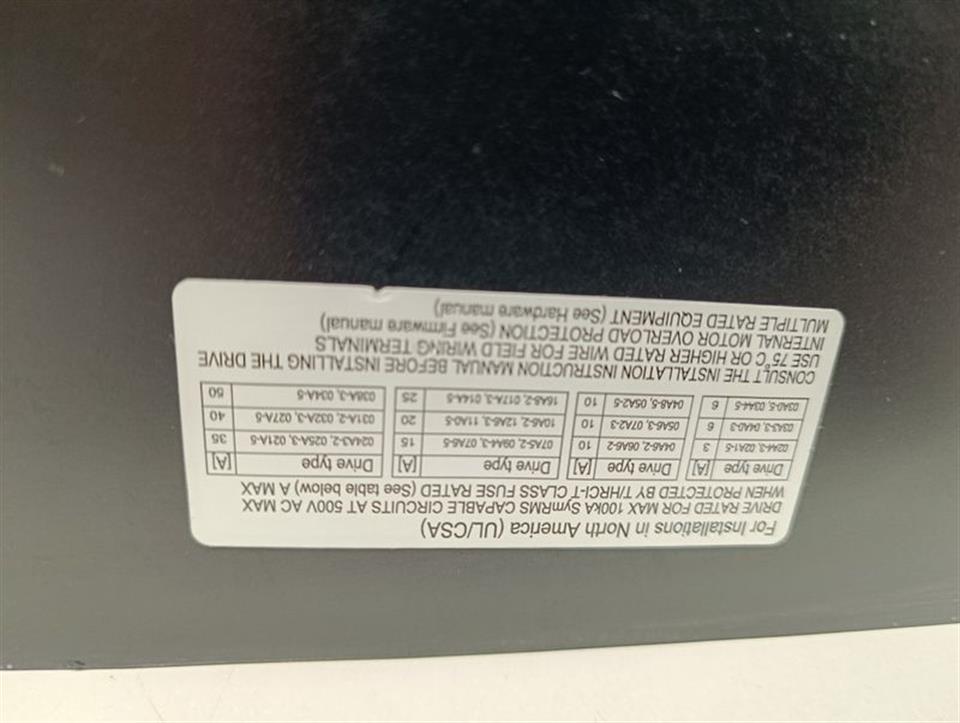 For Installations in North America (UL/CSA)
DRIVE RATED FOR MAX 100kA SymRMS CAPABLE CIRCUITS AT 500V AC MAX
WHEN PROTECTED BY T/HRCI-T CLASS FUSE RATED (See table below) A MAX
Drive type [A] Drive type [A] Drive type [A] Drive type [A]
02A4-3, 02A1-5 3 04A6-2, 06A6-2 10 07A5-2, 09A4-3, 07A6-5 15 024A3-2, 025A-3, 021A-5 35
03A3-3, 04A0-3 6 05A6-3, 07A2-3 10 10A6-2, 12A6-3, 11A0-5 20 031A-2, 032A-3, 027A-5 40
03A0-5, 03A4-5 6 04A8-5, 05A2-5 10 16A8-2, 017A-3, 014A-5 25 038A-3, 034A-5 50
CONSULT THE INSTALLATION INSTRUCTION MANUAL BEFORE INSTALLING THE DRIVE
USE 75°C OR HIGHER RATED WIRE FOR FIELD WIRING TERMINALS
INTERNAL MOTOR OVERLOAD PROTECTION (See Firmware manual)
MULTIPLE RATED EQUIPMENT (See Hardware manual)